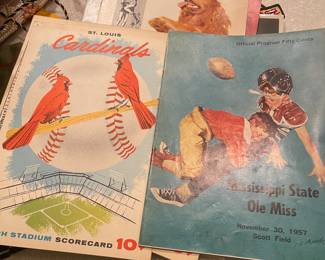 ST. LOUIS
Cardinals
STADIUM SCORECARD 10
Official Program Fifty Cents
Mississippi State
Ole Miss
November 30, 1957
Scott Field